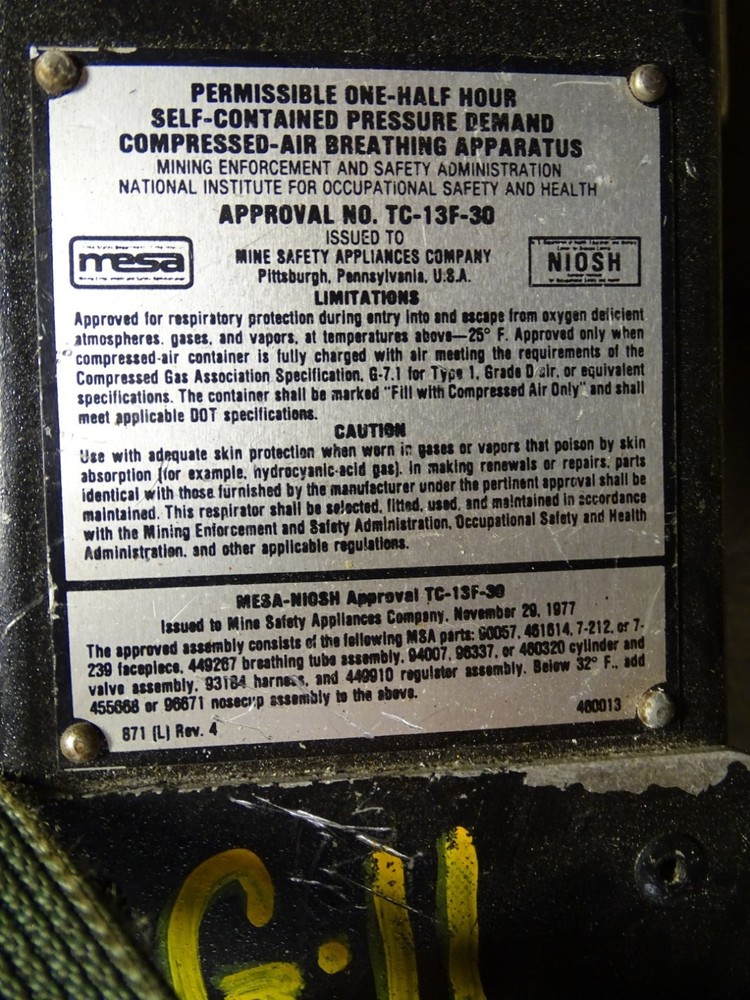 PERMISSIBLE ONE-HALF HOUR
SELF-CONTAINED PRESSURE DEMAND
COMPRESSED-AIR BREATHING APPARATUS
MINING ENFORCEMENT AND SAFETY ADMINISTRATION
NATIONAL INSTITUTE FOR OCCUPATIONAL SAFETY AND HEALTH
APPROVAL NO. TC-13F-30
ISSUED TO
mesa
MINE SAFETY APPLIANCES COMPANY
Pittsburgh, Pennsylvania, U.S.A.
NIOSH
LIMITATIONS
Approved for respiratory protection during entry into and escape from oxygen deficient
atmospheres, gases, and vapors, at temperatures above—25° F. Approved only when
compressed-air container is fully charged with air meeting the requirements of the
Compressed Gas Association Specification, G-7.1 for Type 1, Grade D air, or equivalent
specifications. The container shall be marked "Fill with Compressed Air Only" and shall
meet applicable DOT specifications.
CAUTION
Use with adequate skin protection when worn in gases or vapors that poison by skin
absorption (for example, hydrocyanic-acid gas). In making renewals or repairs, parts
identical with those furnished by the manufacturer under the pertinent approval shall be
maintained. This respirator shall be selected, fitted, used, and maintained in accordance
with the Mining Enforcement and Safety Administration, Occupational Safety and Health
Administration, and other applicable regulations.
MESA-NIOSH Approval TC-13F-30
Issued to Mine Safety Appliances Company, November 29, 1977
The approved assembly consists of the following MSA parts: 96057, 461614, 7-212, or 7-
239 facepiece, 449267 breathing tube assembly, 94007, 96337, or 460320 cylinder and
valve assembly, 93184 harness, and 449910 regulator assembly. Below 32° F., add
455668 or 96671 nosecup assembly to the above.
460013
871 (L) Rev. 4
G·11